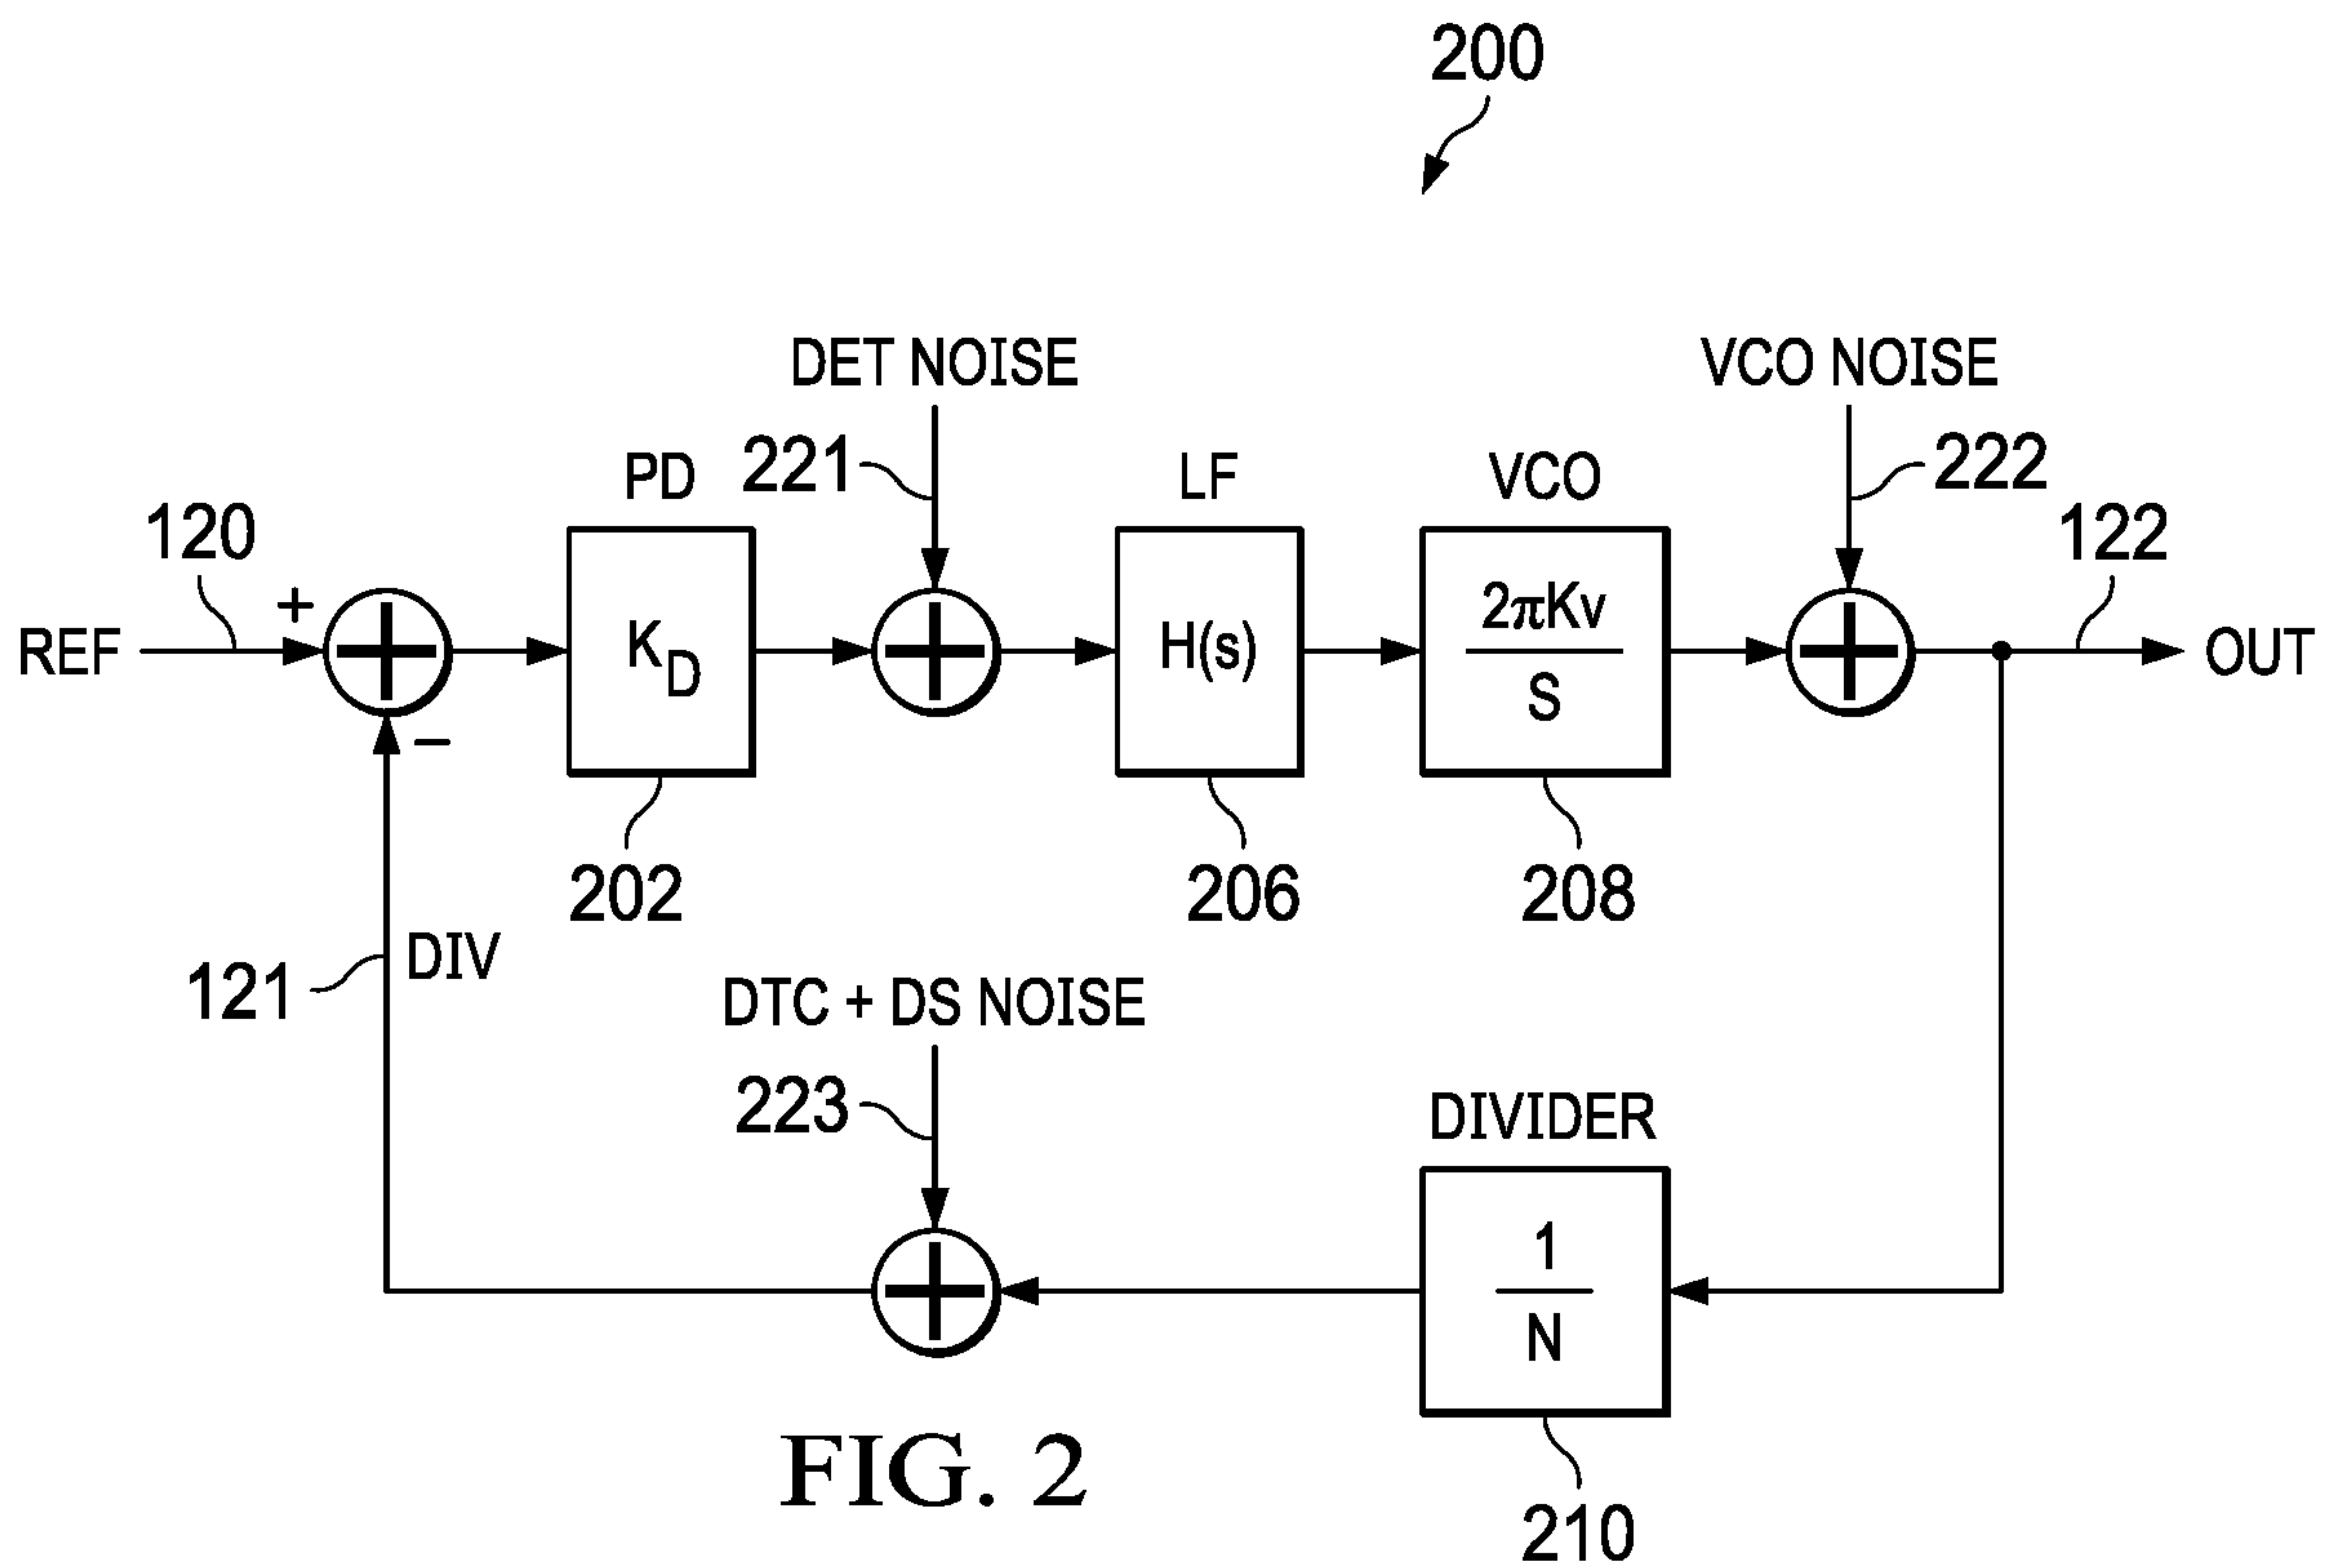 200
DET NOISE
VCO NOISE
221
222
PD
LF
VCO
120
122
REF
+
K_D
H(s)
2πKv
S
OUT
−
202
206
208
121
DIV
DTC + DS NOISE
223
DIVIDER
1
N
210
FIG. 2